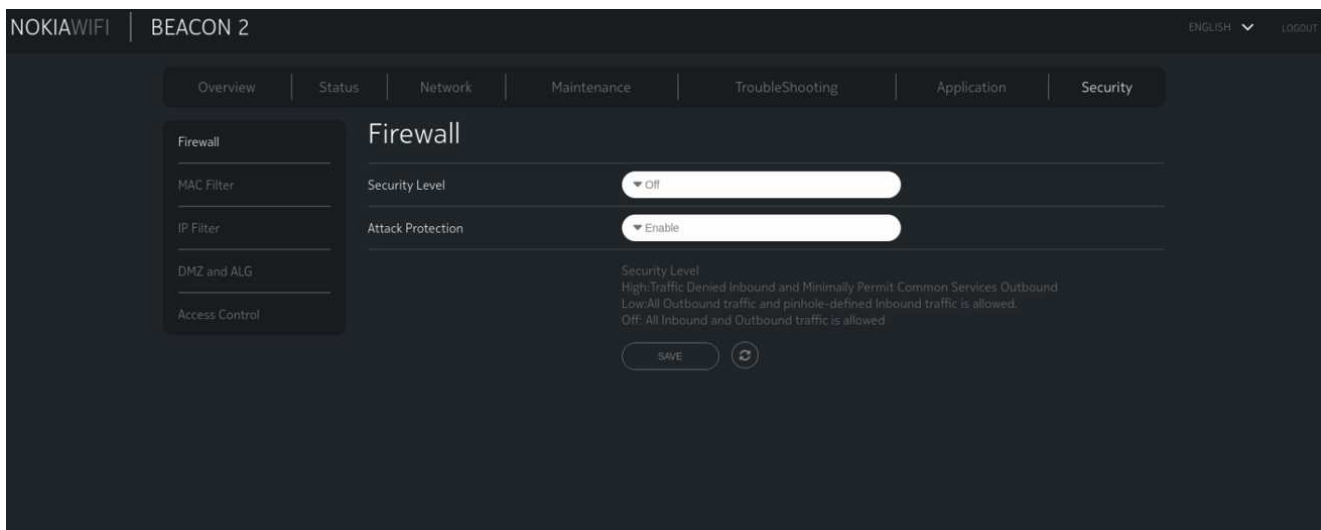 NOKIAWIFI BEACON 2 ENGLISH LOGOUT
Overview Status Network Maintenance TroubleShooting Application Security
Firewall
MAC Filter
IP Filter
DMZ and ALG
Access Control
Firewall
Security Level Off
Attack Protection Enable
Security Level
High:Traffic Denied Inbound and Minimally Permit Common Services Outbound
Low:All Outbound traffic and pinhole-defined Inbound traffic is allowed.
Off: All Inbound and Outbound traffic is allowed
SAVE